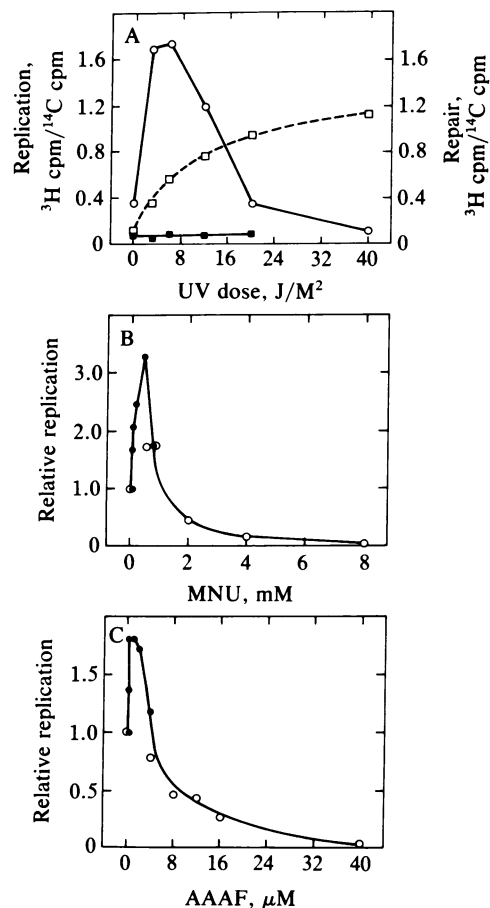 A
Replication,
³H cpm/¹⁴C cpm
1.6
1.2
0.8
0.4
0
1.6
1.2
0.8
0.4
0
Repair,
³H cpm/¹⁴C cpm
0 8 16 24 32 40
UV dose, J/M²
B
Relative replication
3.0
2.0
1.0
0
0 2 4 6 8
MNU, mM
C
Relative replication
1.5
1.0
0.5
0
0 8 16 24 32 40
AAAF, μM